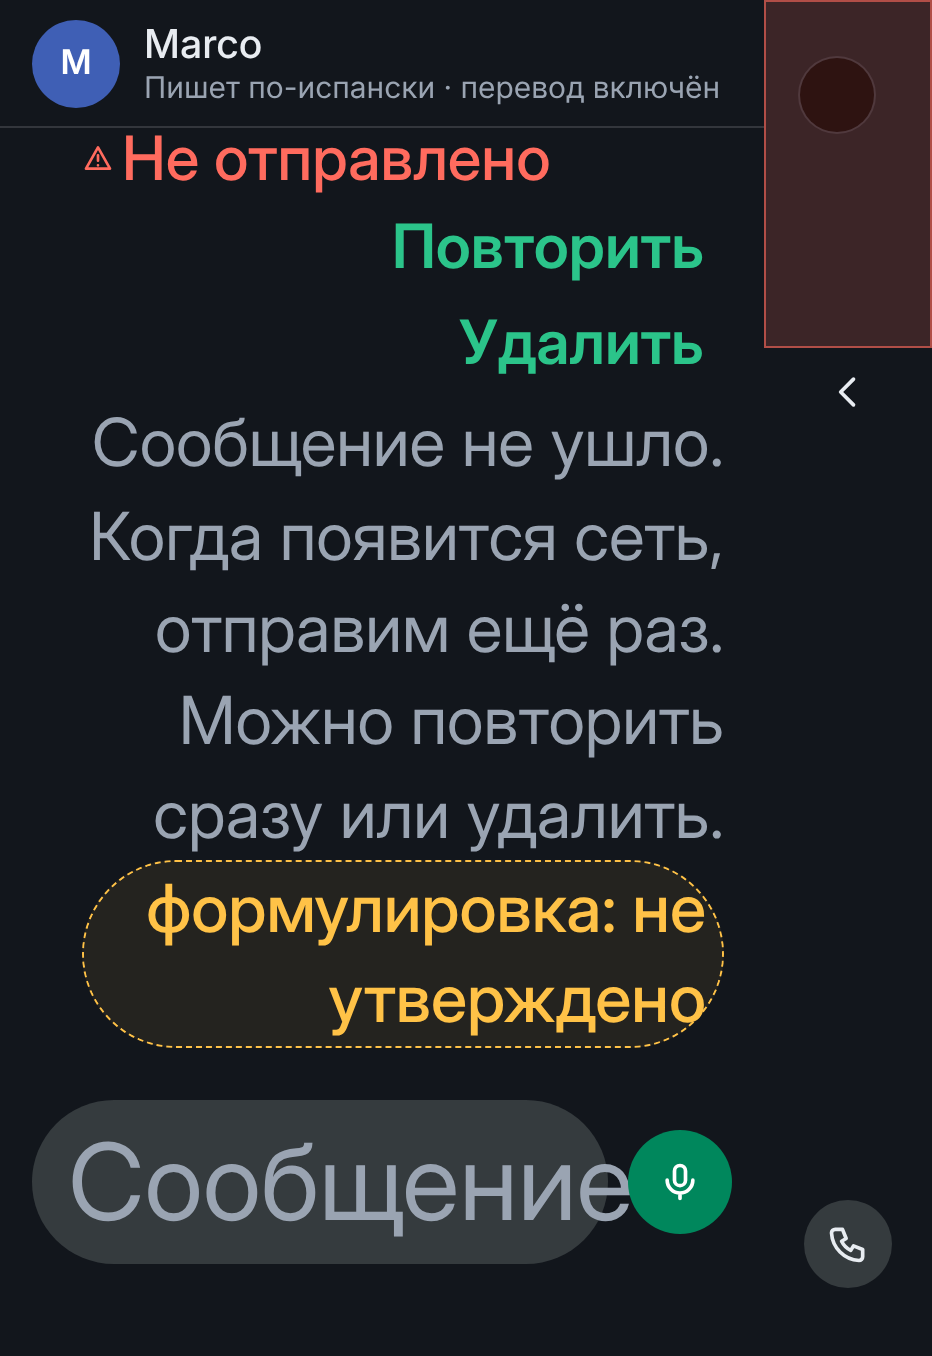 M
Marco
Пишет по-испански · перевод включён
Не отправлено
Повторить
Удалить
Сообщение не ушло.
Когда появится сеть,
отправим ещё раз.
Можно повторить
сразу или удалить.
формулировка: не
утверждено
Сообщение